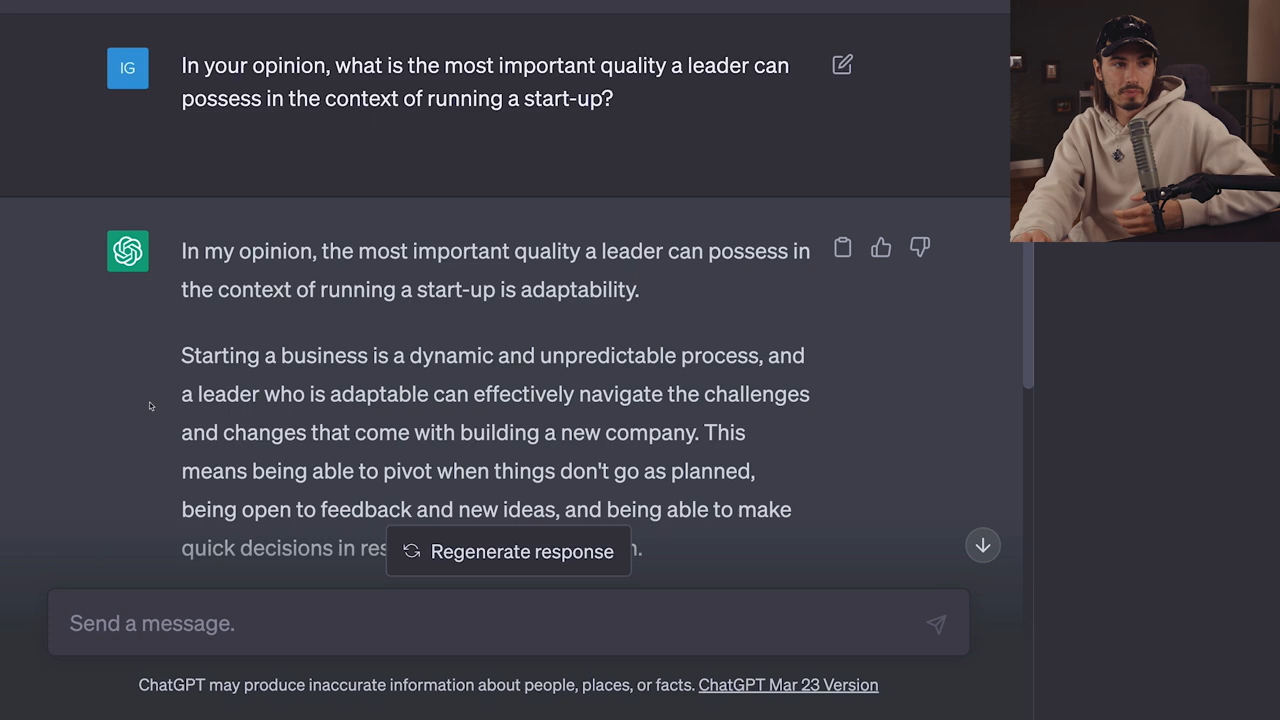 IG
In your opinion, what is the most important quality a leader can
possess in the context of running a start-up?
In my opinion, the most important quality a leader can possess in
the context of running a start-up is adaptability.
Starting a business is a dynamic and unpredictable process, and
a leader who is adaptable can effectively navigate the challenges
and changes that come with building a new company. This
means being able to pivot when things don't go as planned,
being open to feedback and new ideas, and being able to make
quick decisions in
Regenerate response
Send a message.
ChatGPT may produce inaccurate information about people, places, or facts. ChatGPT Mar 23 Version